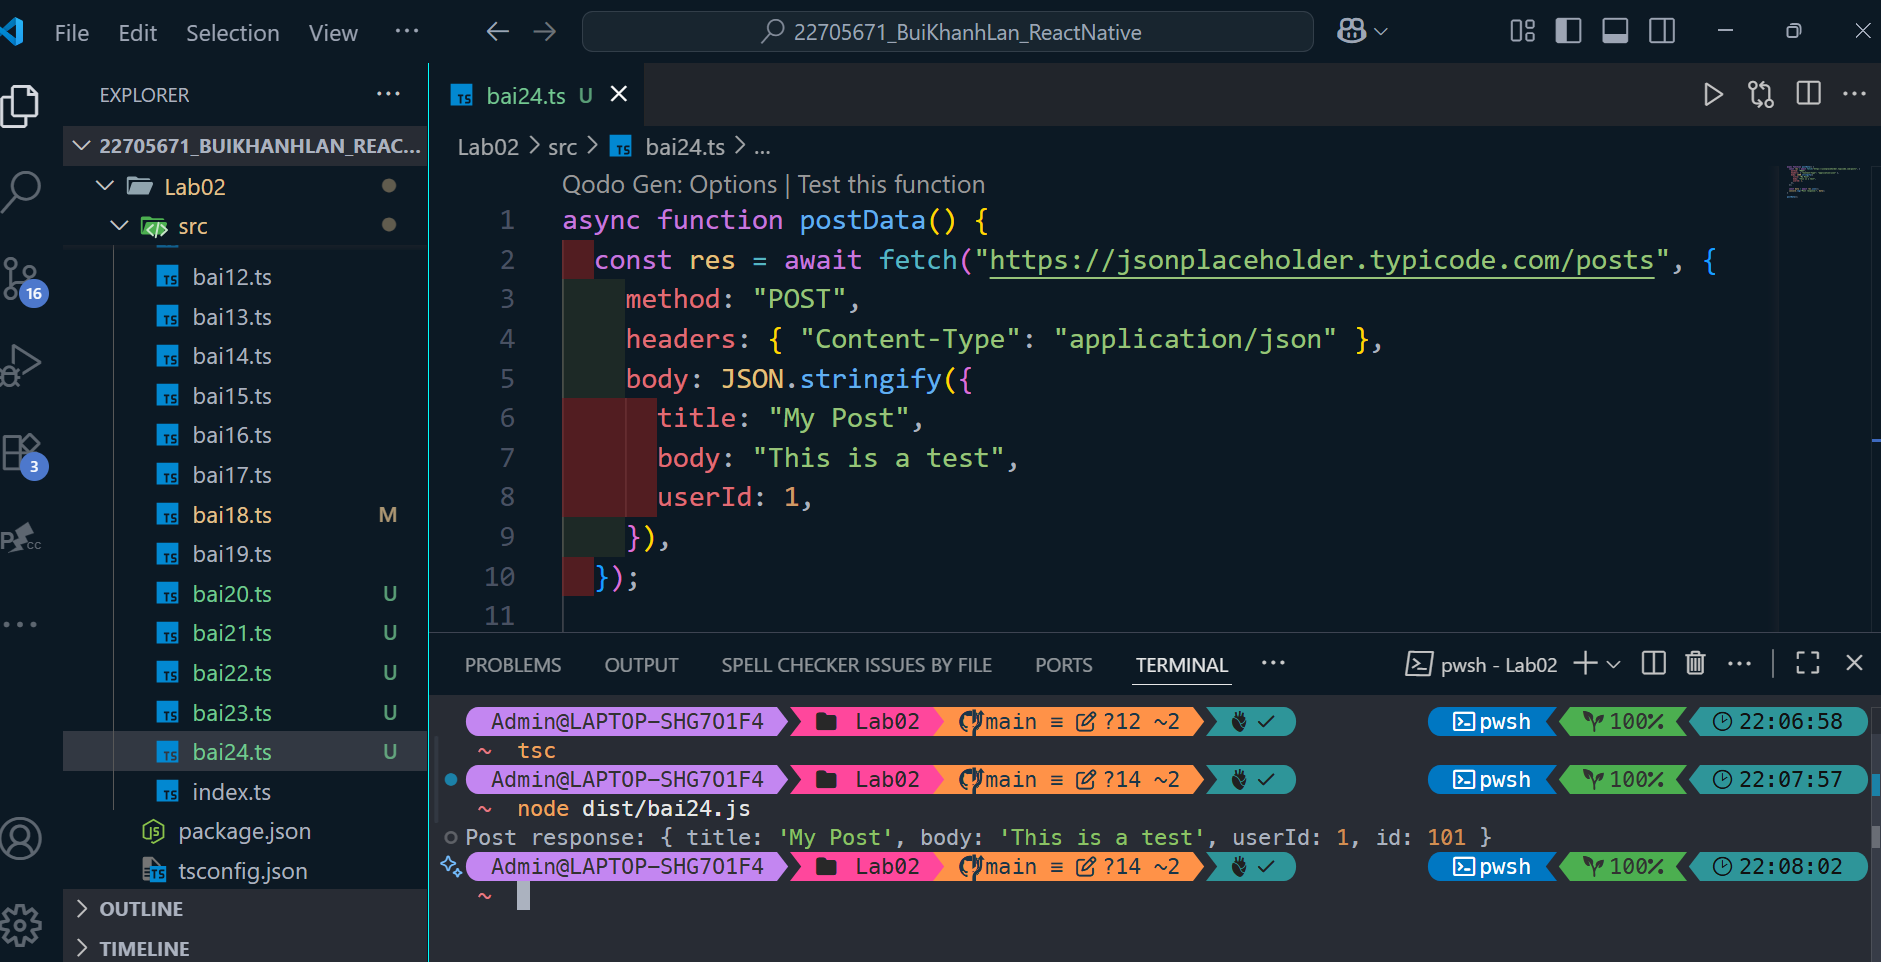 File Edit Selection View ...
22705671_BuiKhanhLan_ReactNative
EXPLORER
22705671_BUIKHANHLAN_REAC...
Lab02
src
bai12.ts
bai13.ts
bai14.ts
bai15.ts
bai16.ts
bai17.ts
bai18.ts M
bai19.ts
bai20.ts U
bai21.ts U
bai22.ts U
bai23.ts U
bai24.ts U
index.ts
package.json
tsconfig.json
OUTLINE
TIMELINE
16
3
bai24.ts U
Lab02 > src > TS bai24.ts > ...
Qodo Gen: Options | Test this function
1 async function postData() {
2 const res = await fetch("https://jsonplaceholder.typicode.com/posts", {
3 method: "POST",
4 headers: { "Content-Type": "application/json" },
5 body: JSON.stringify({
6 title: "My Post",
7 body: "This is a test",
8 userId: 1,
9 }),
10 });
11
PROBLEMS OUTPUT SPELL CHECKER ISSUES BY FILE PORTS TERMINAL ... pwsh - Lab02
Admin@LAPTOP-SHG7O1F4 Lab02 main ≡ ?12 ~2 pwsh 100% 22:06:58
~ tsc
Admin@LAPTOP-SHG7O1F4 Lab02 main ≡ ?14 ~2 pwsh 100% 22:07:57
~ node dist/bai24.js
Post response: { title: 'My Post', body: 'This is a test', userId: 1, id: 101 }
Admin@LAPTOP-SHG7O1F4 Lab02 main ≡ ?14 ~2 pwsh 100% 22:08:02
~